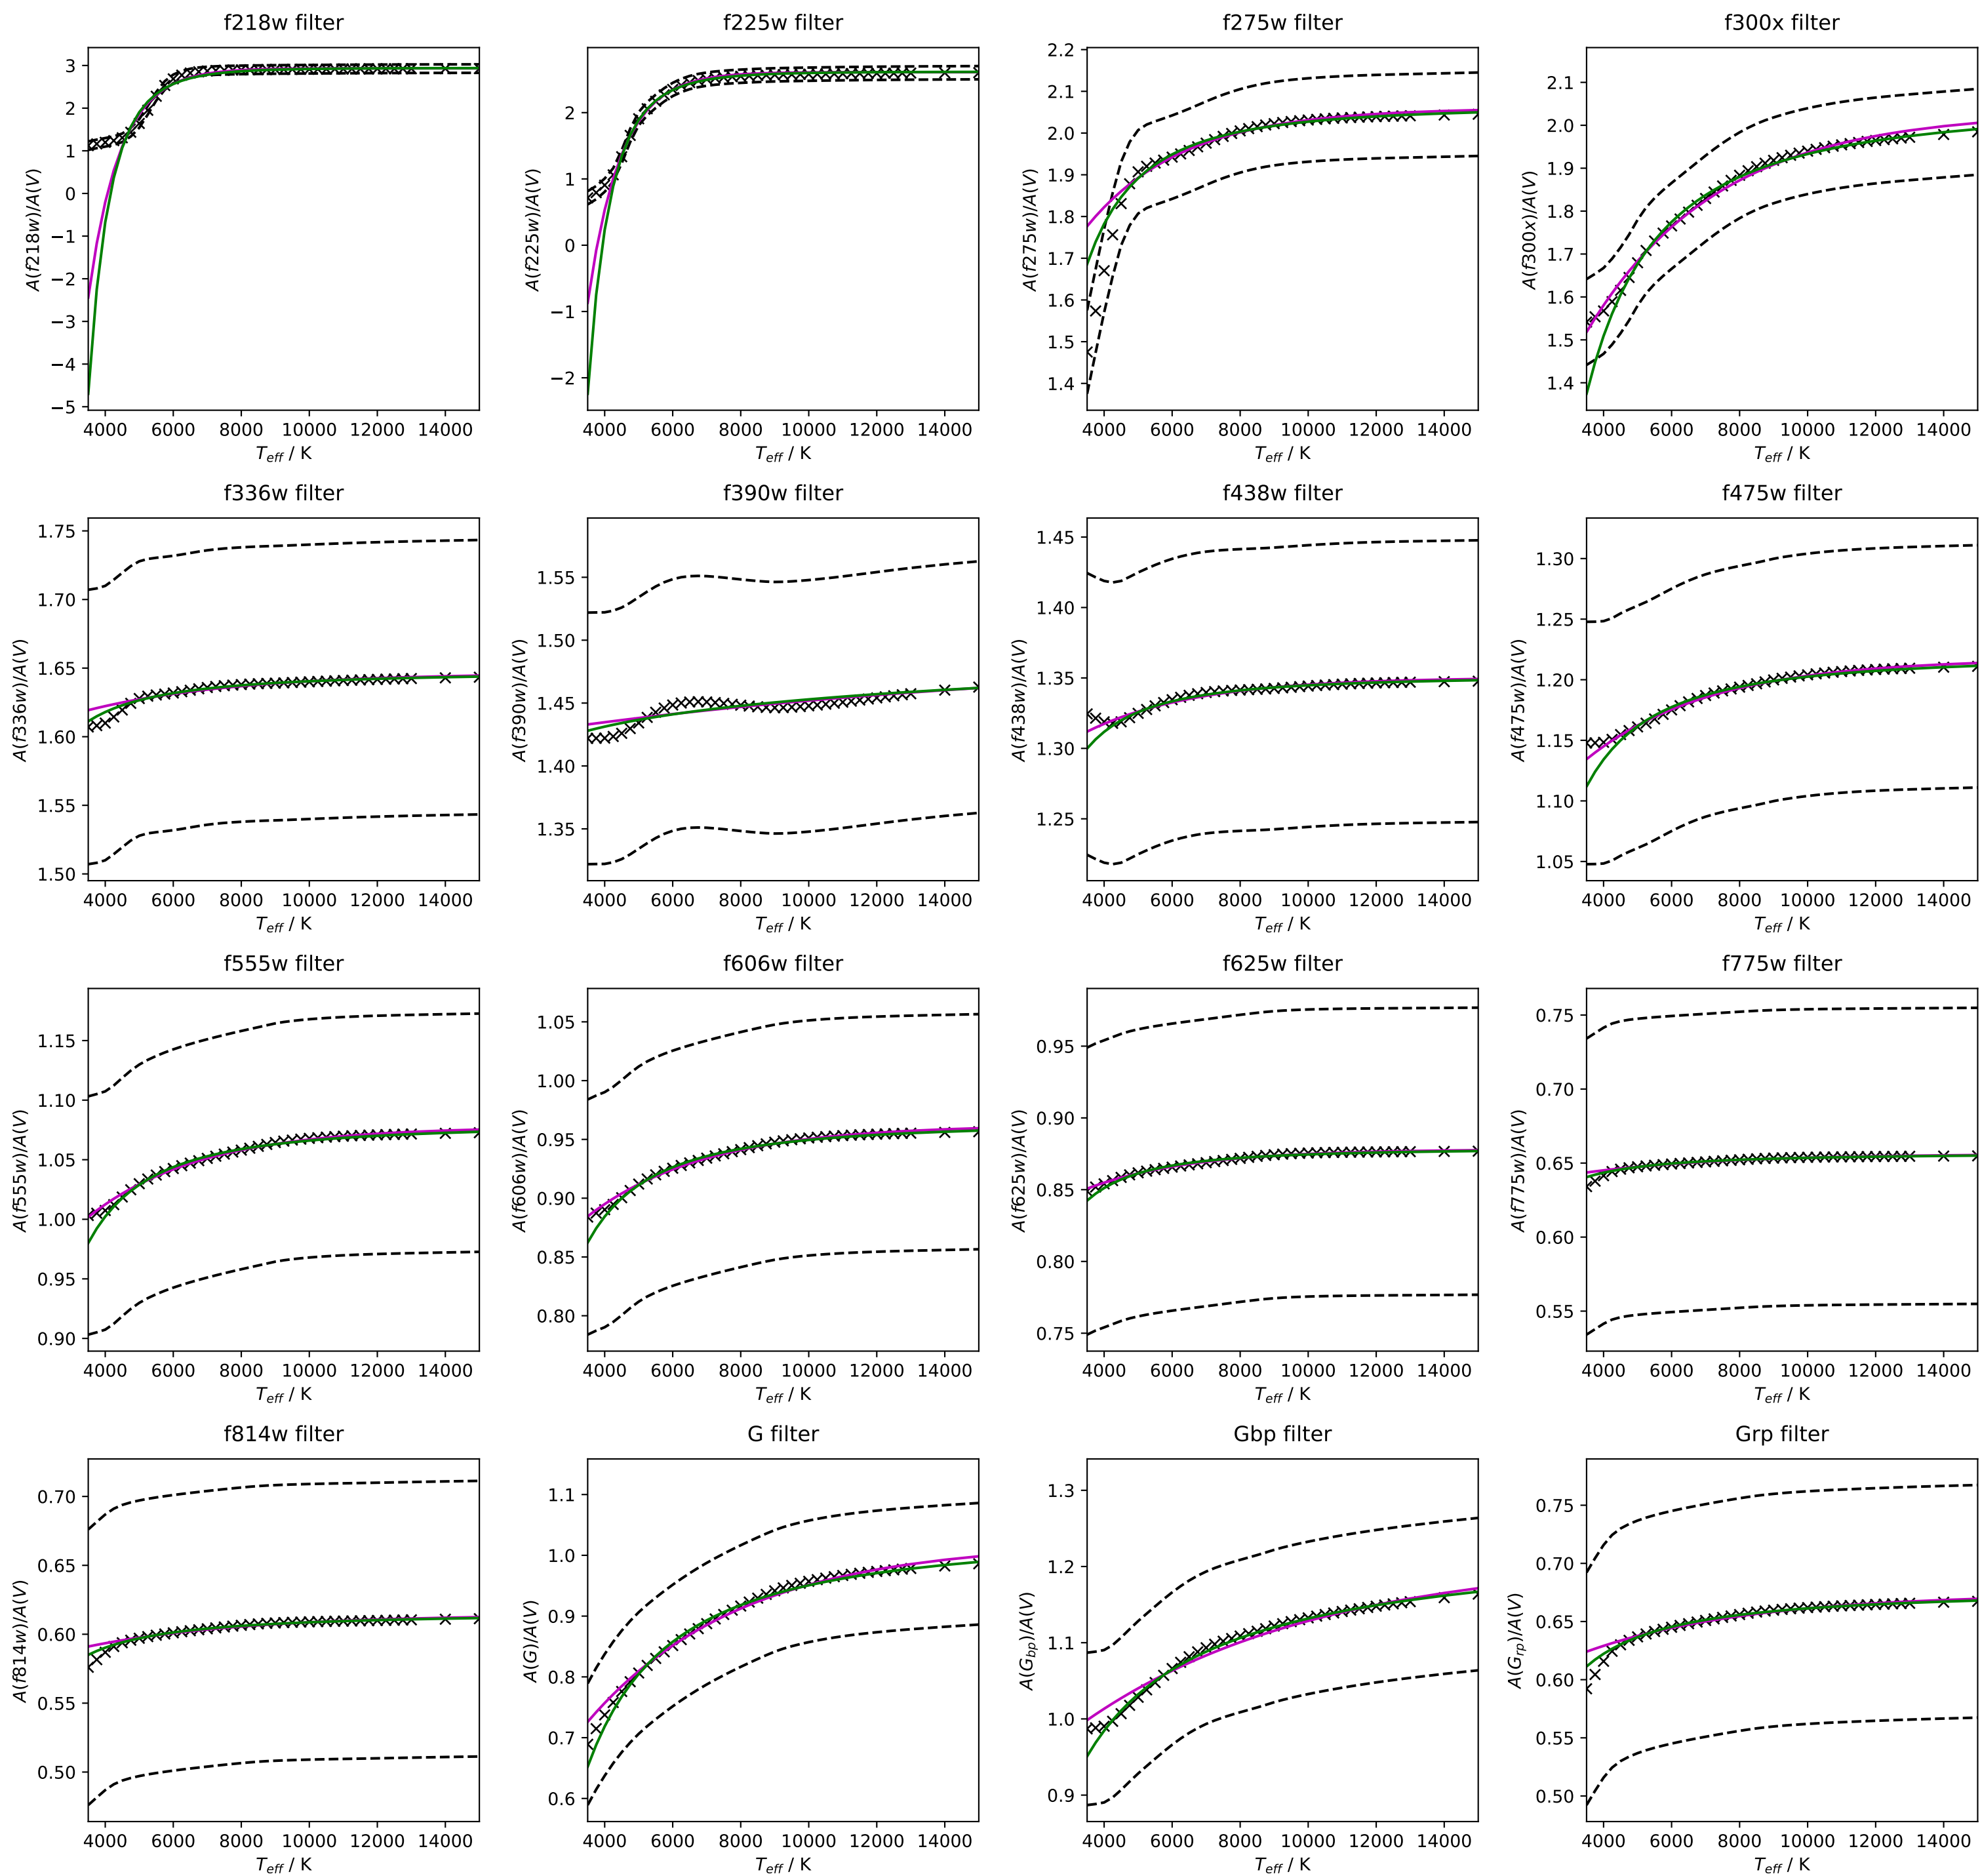 f218w filter
f225w filter
f275w filter
f300x filter
A(f218w)/A(V)
3
2
1
0
−1
−2
−3
−4
−5
4000 6000 8000 10000 12000 14000
T_eff / K
A(f225w)/A(V)
2
1
0
−1
−2
4000 6000 8000 10000 12000 14000
T_eff / K
A(f275w)/A(V)
2.2
2.1
2.0
1.9
1.8
1.7
1.6
1.5
1.4
4000 6000 8000 10000 12000 14000
T_eff / K
A(f300x)/A(V)
2.1
2.0
1.9
1.8
1.7
1.6
1.5
1.4
4000 6000 8000 10000 12000 14000
T_eff / K
f336w filter
f390w filter
f438w filter
f475w filter
A(f336w)/A(V)
1.75
1.70
1.65
1.60
1.55
1.50
4000 6000 8000 10000 12000 14000
T_eff / K
A(f390w)/A(V)
1.55
1.50
1.45
1.40
1.35
4000 6000 8000 10000 12000 14000
T_eff / K
A(f438w)/A(V)
1.45
1.40
1.35
1.30
1.25
4000 6000 8000 10000 12000 14000
T_eff / K
A(f475w)/A(V)
1.30
1.25
1.20
1.15
1.10
1.05
4000 6000 8000 10000 12000 14000
T_eff / K
f555w filter
f606w filter
f625w filter
f775w filter
A(f555w)/A(V)
1.15
1.10
1.05
1.00
0.95
0.90
4000 6000 8000 10000 12000 14000
T_eff / K
A(f606w)/A(V)
1.05
1.00
0.95
0.90
0.85
0.80
4000 6000 8000 10000 12000 14000
T_eff / K
A(f625w)/A(V)
0.95
0.90
0.85
0.80
0.75
4000 6000 8000 10000 12000 14000
T_eff / K
A(f775w)/A(V)
0.75
0.70
0.65
0.60
0.55
4000 6000 8000 10000 12000 14000
T_eff / K
f814w filter
G filter
Gbp filter
Grp filter
A(f814w)/A(V)
0.70
0.65
0.60
0.55
0.50
4000 6000 8000 10000 12000 14000
T_eff / K
A(G)/A(V)
1.1
1.0
0.9
0.8
0.7
0.6
4000 6000 8000 10000 12000 14000
T_eff / K
A(G_bp)/A(V)
1.3
1.2
1.1
1.0
0.9
4000 6000 8000 10000 12000 14000
T_eff / K
A(G_rp)/A(V)
0.75
0.70
0.65
0.60
0.55
0.50
4000 6000 8000 10000 12000 14000
T_eff / K